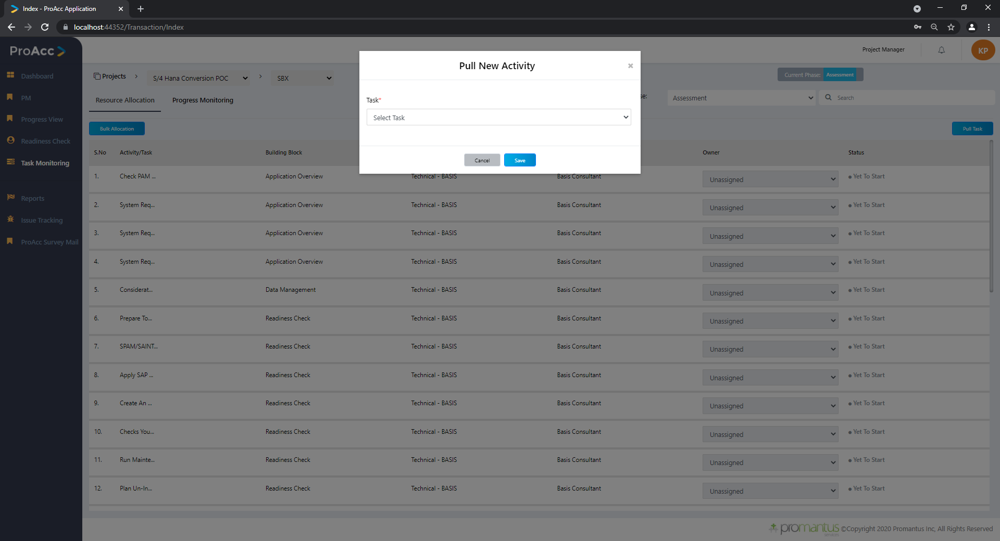 Index - ProAcc Application
localhost:44352/Transaction/Index
ProAcc
Project Manager
KP
Dashboard
PM
Progress View
Readiness Check
Task Monitoring
Reports
Issue Tracking
ProAcc Survey Mail
Projects > S/4 Hana Conversion POC > SBX
Current Phase: Assessment
Resource Allocation Progress Monitoring
se: Assessment Search
Bulk Allocation
Pull Task
Pull New Activity
Task*
Select Task
Cancel Save
S.No Activity/Task Building Block Owner Status
1. Check PAM ... Application Overview Technical - BASIS Basis Consultant Unassigned Yet To Start
2. System Req... Application Overview Technical - BASIS Basis Consultant Unassigned Yet To Start
3. System Req... Application Overview Technical - BASIS Basis Consultant Unassigned Yet To Start
4. System Req... Application Overview Technical - BASIS Basis Consultant Unassigned Yet To Start
5. Considerat... Data Management Technical - BASIS Basis Consultant Unassigned Yet To Start
6. Prepare To... Readiness Check Technical - BASIS Basis Consultant Unassigned Yet To Start
7. SPAM/SAINT... Readiness Check Technical - BASIS Basis Consultant Unassigned Yet To Start
8. Apply SAP ... Readiness Check Technical - BASIS Basis Consultant Unassigned Yet To Start
9. Create An ... Readiness Check Technical - BASIS Basis Consultant Unassigned Yet To Start
10. Checks You... Readiness Check Technical - BASIS Basis Consultant Unassigned Yet To Start
11. Run Mainte... Readiness Check Technical - BASIS Basis Consultant Unassigned Yet To Start
12. Plan Un-In... Readiness Check Technical - BASIS Basis Consultant Unassigned Yet To Start
promantus services ©Copyright 2020 Promantus Inc, All Rights Reserved